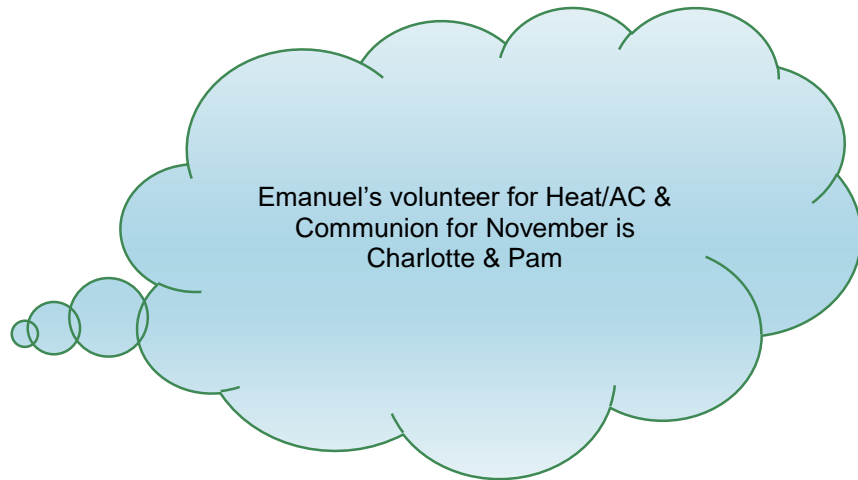 Emanuel’s volunteer for Heat/AC &
Communion for November is
Charlotte & Pam